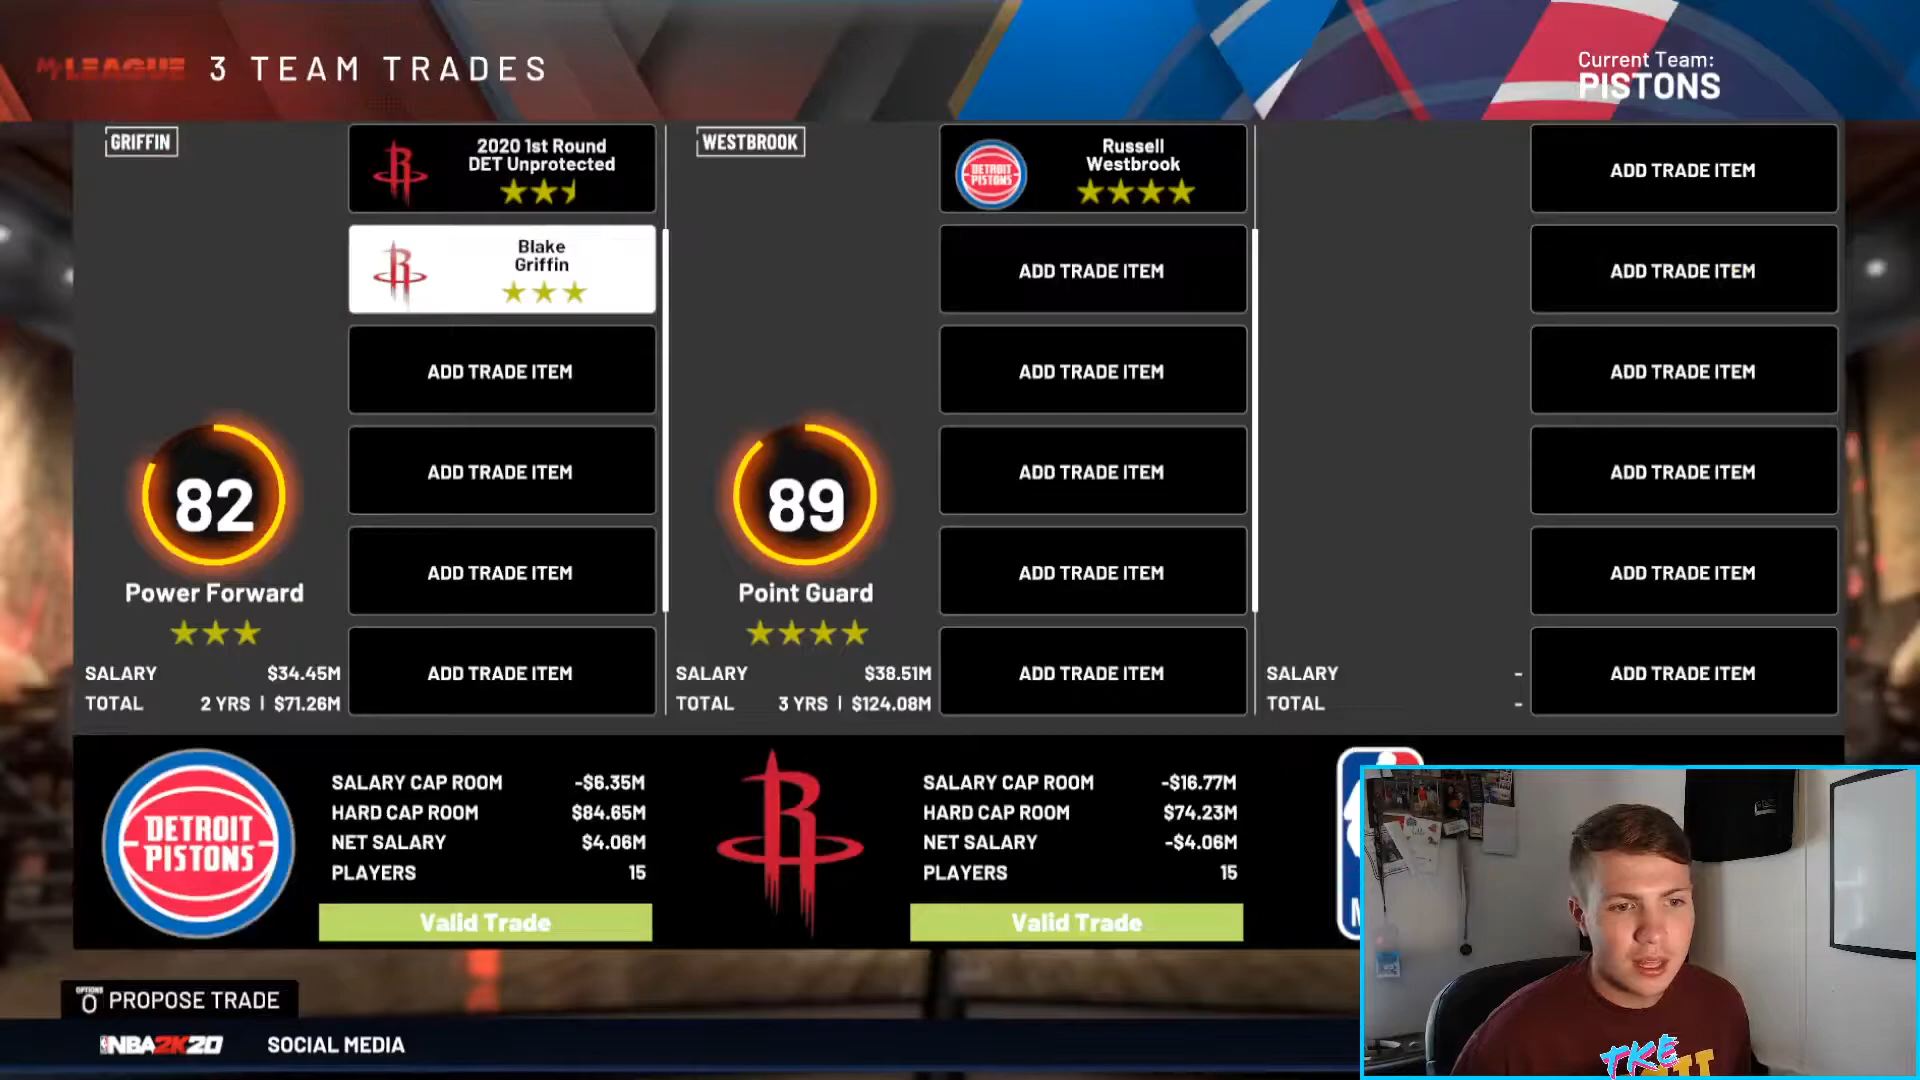 MyLEAGUE 3 TEAM TRADES
Current Team:
PISTONS
GRIFFIN
2020 1st Round
DET Unprotected
Blake
Griffin
ADD TRADE ITEM
ADD TRADE ITEM
ADD TRADE ITEM
ADD TRADE ITEM
82
Power Forward
SALARY $34.45M
TOTAL 2 YRS | $71.26M
WESTBROOK
DETROIT
PISTONS
Russell
Westbrook
ADD TRADE ITEM
ADD TRADE ITEM
ADD TRADE ITEM
ADD TRADE ITEM
ADD TRADE ITEM
89
Point Guard
SALARY $38.51M
TOTAL 3 YRS | $124.08M
ADD TRADE ITEM
ADD TRADE ITEM
ADD TRADE ITEM
ADD TRADE ITEM
ADD TRADE ITEM
ADD TRADE ITEM
SALARY -
TOTAL -
DETROIT
PISTONS
SALARY CAP ROOM -$6.35M
HARD CAP ROOM $84.65M
NET SALARY $4.06M
PLAYERS 15
Valid Trade
R
SALARY CAP ROOM -$16.77M
HARD CAP ROOM $74.23M
NET SALARY -$4.06M
PLAYERS 15
Valid Trade
OPTIONS
O PROPOSE TRADE
NBA2K20 SOCIAL MEDIA
TKE